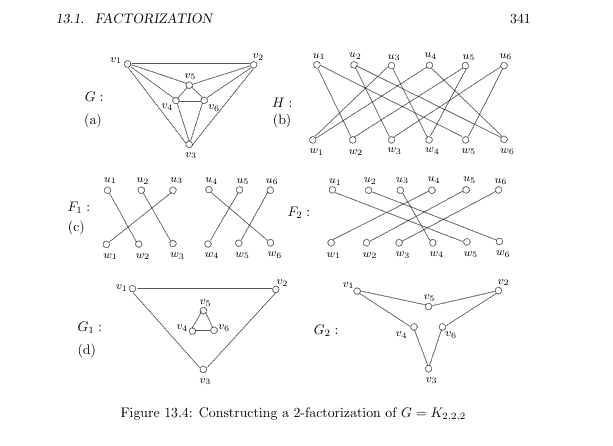 13.1. FACTORIZATION 341
v1 v2
v5
G :
v4 v6
(a)
v3
u1 u2 u3 u4 u5 u6
H :
(b)
w1 w2 w3 w4 w5 w6
u1 u2 u3 u4 u5 u6
F1 :
(c)
w1 w2 w3 w4 w5 w6
u1 u2 u3 u4 u5 u6
F2 :
w1 w2 w3 w4 w5 w6
v1 v2
v5
G1 :
v4 v6
(d)
v3
v1 v2
v5
G2 :
v4 v6
v3
Figure 13.4: Constructing a 2-factorization of G = K2,2,2